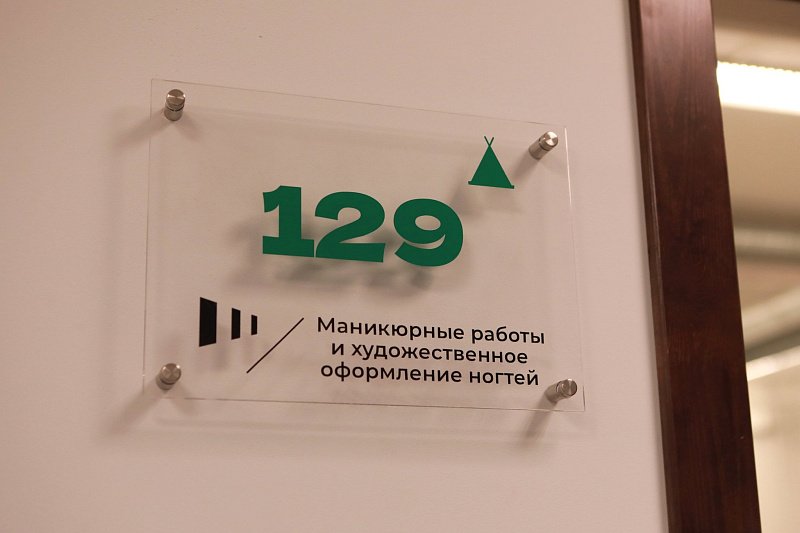 129
Маникюрные работы
и художественное
оформление ногтей